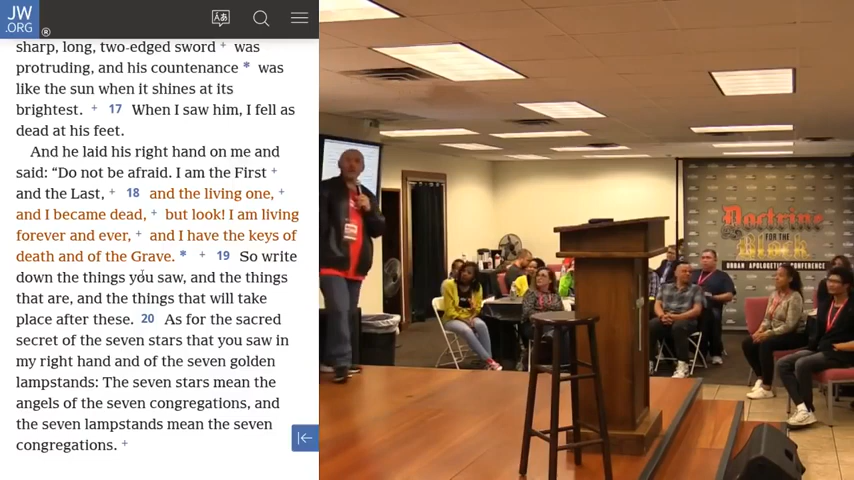 JW
.ORG
®
sharp, long, two-edged sword + was
protruding, and his countenance * was
like the sun when it shines at its
brightest. + 17 When I saw him, I fell as
dead at his feet.
And he laid his right hand on me and
said: “Do not be afraid. I am the First +
and the Last, + 18 and the living one, +
and I became dead, + but look! I am living
forever and ever, + and I have the keys of
death and of the Grave. * + 19 So write
down the things you saw, and the things
that are, and the things that will take
place after these. 20 As for the sacred
secret of the seven stars that you saw in
my right hand and of the seven golden
lampstands: The seven stars mean the
angels of the seven congregations, and
the seven lampstands mean the seven
congregations. +
Doctrine
FOR THE
Block
URBAN APOLOGETICS CONFERENCE